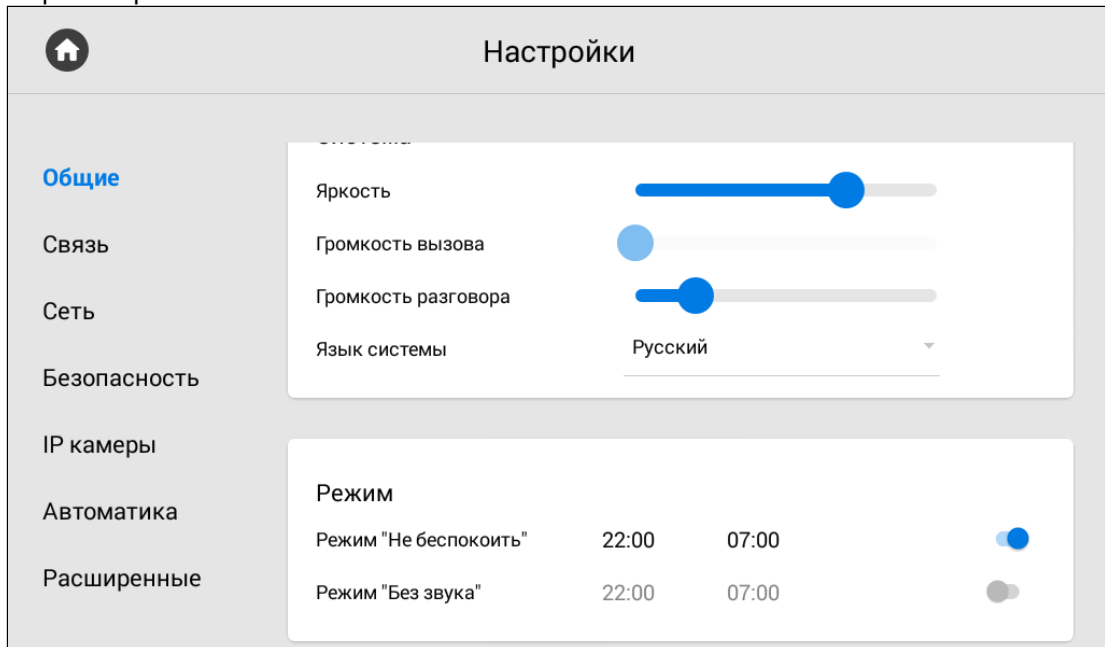 Настройки
Общие
Связь
Сеть
Безопасность
IP камеры
Автоматика
Расширенные
Яркость
Громкость вызова
Громкость разговора
Язык системы Русский
Режим
Режим "Не беспокоить" 22:00 07:00
Режим "Без звука" 22:00 07:00